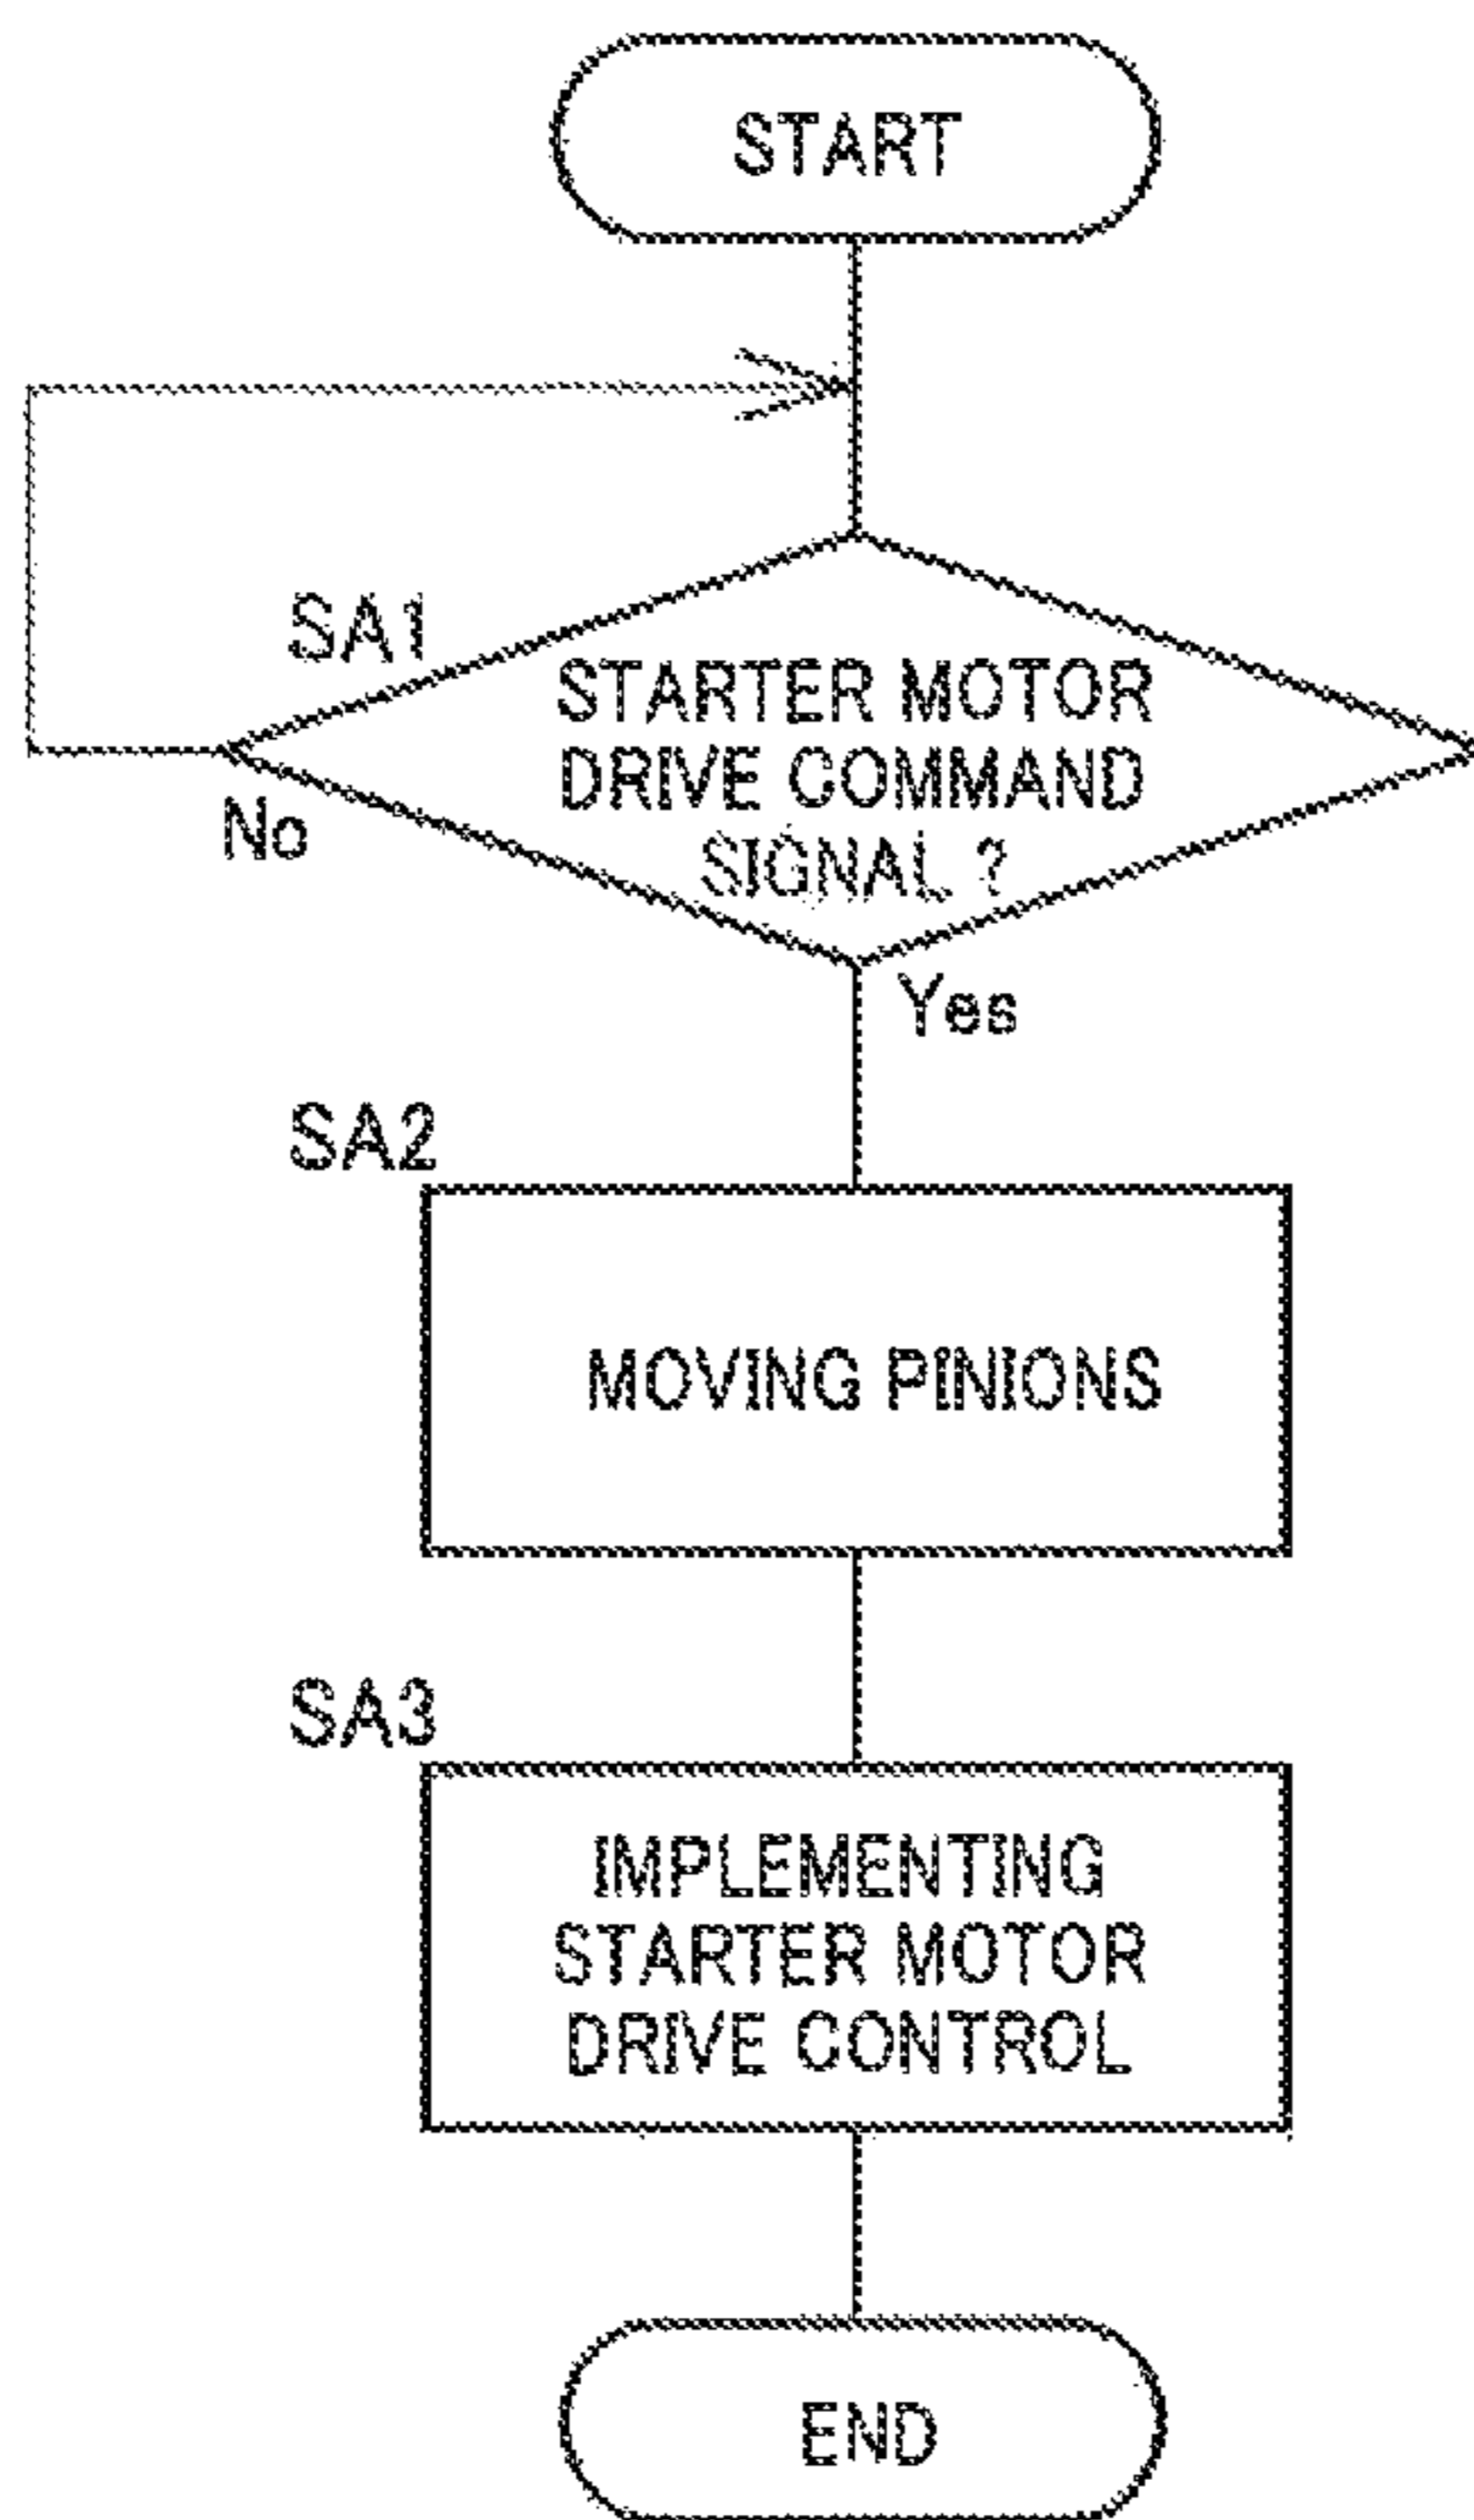 START
SA1
STARTER MOTOR
DRIVE COMMAND
SIGNAL ?
No
Yes
SA2
MOVING PINIONS
SA3
IMPLEMENTING
STARTER MOTOR
DRIVE CONTROL
END